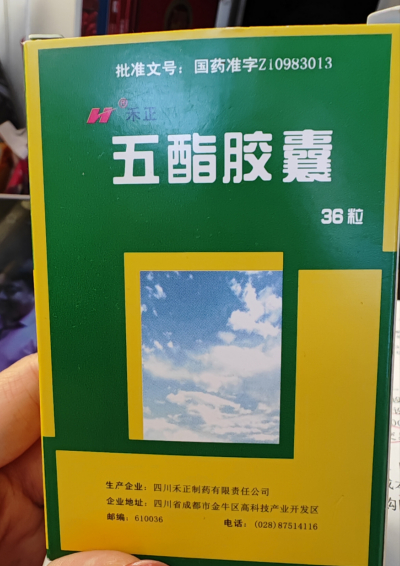 批准文号：国药准字Z10983013
H®禾正
五酯胶囊
36粒
生产企业：四川禾正制药有限责任公司
企业地址：四川省成都市金牛区高科技产业开发区
邮编：610036 电话：(028)87514116